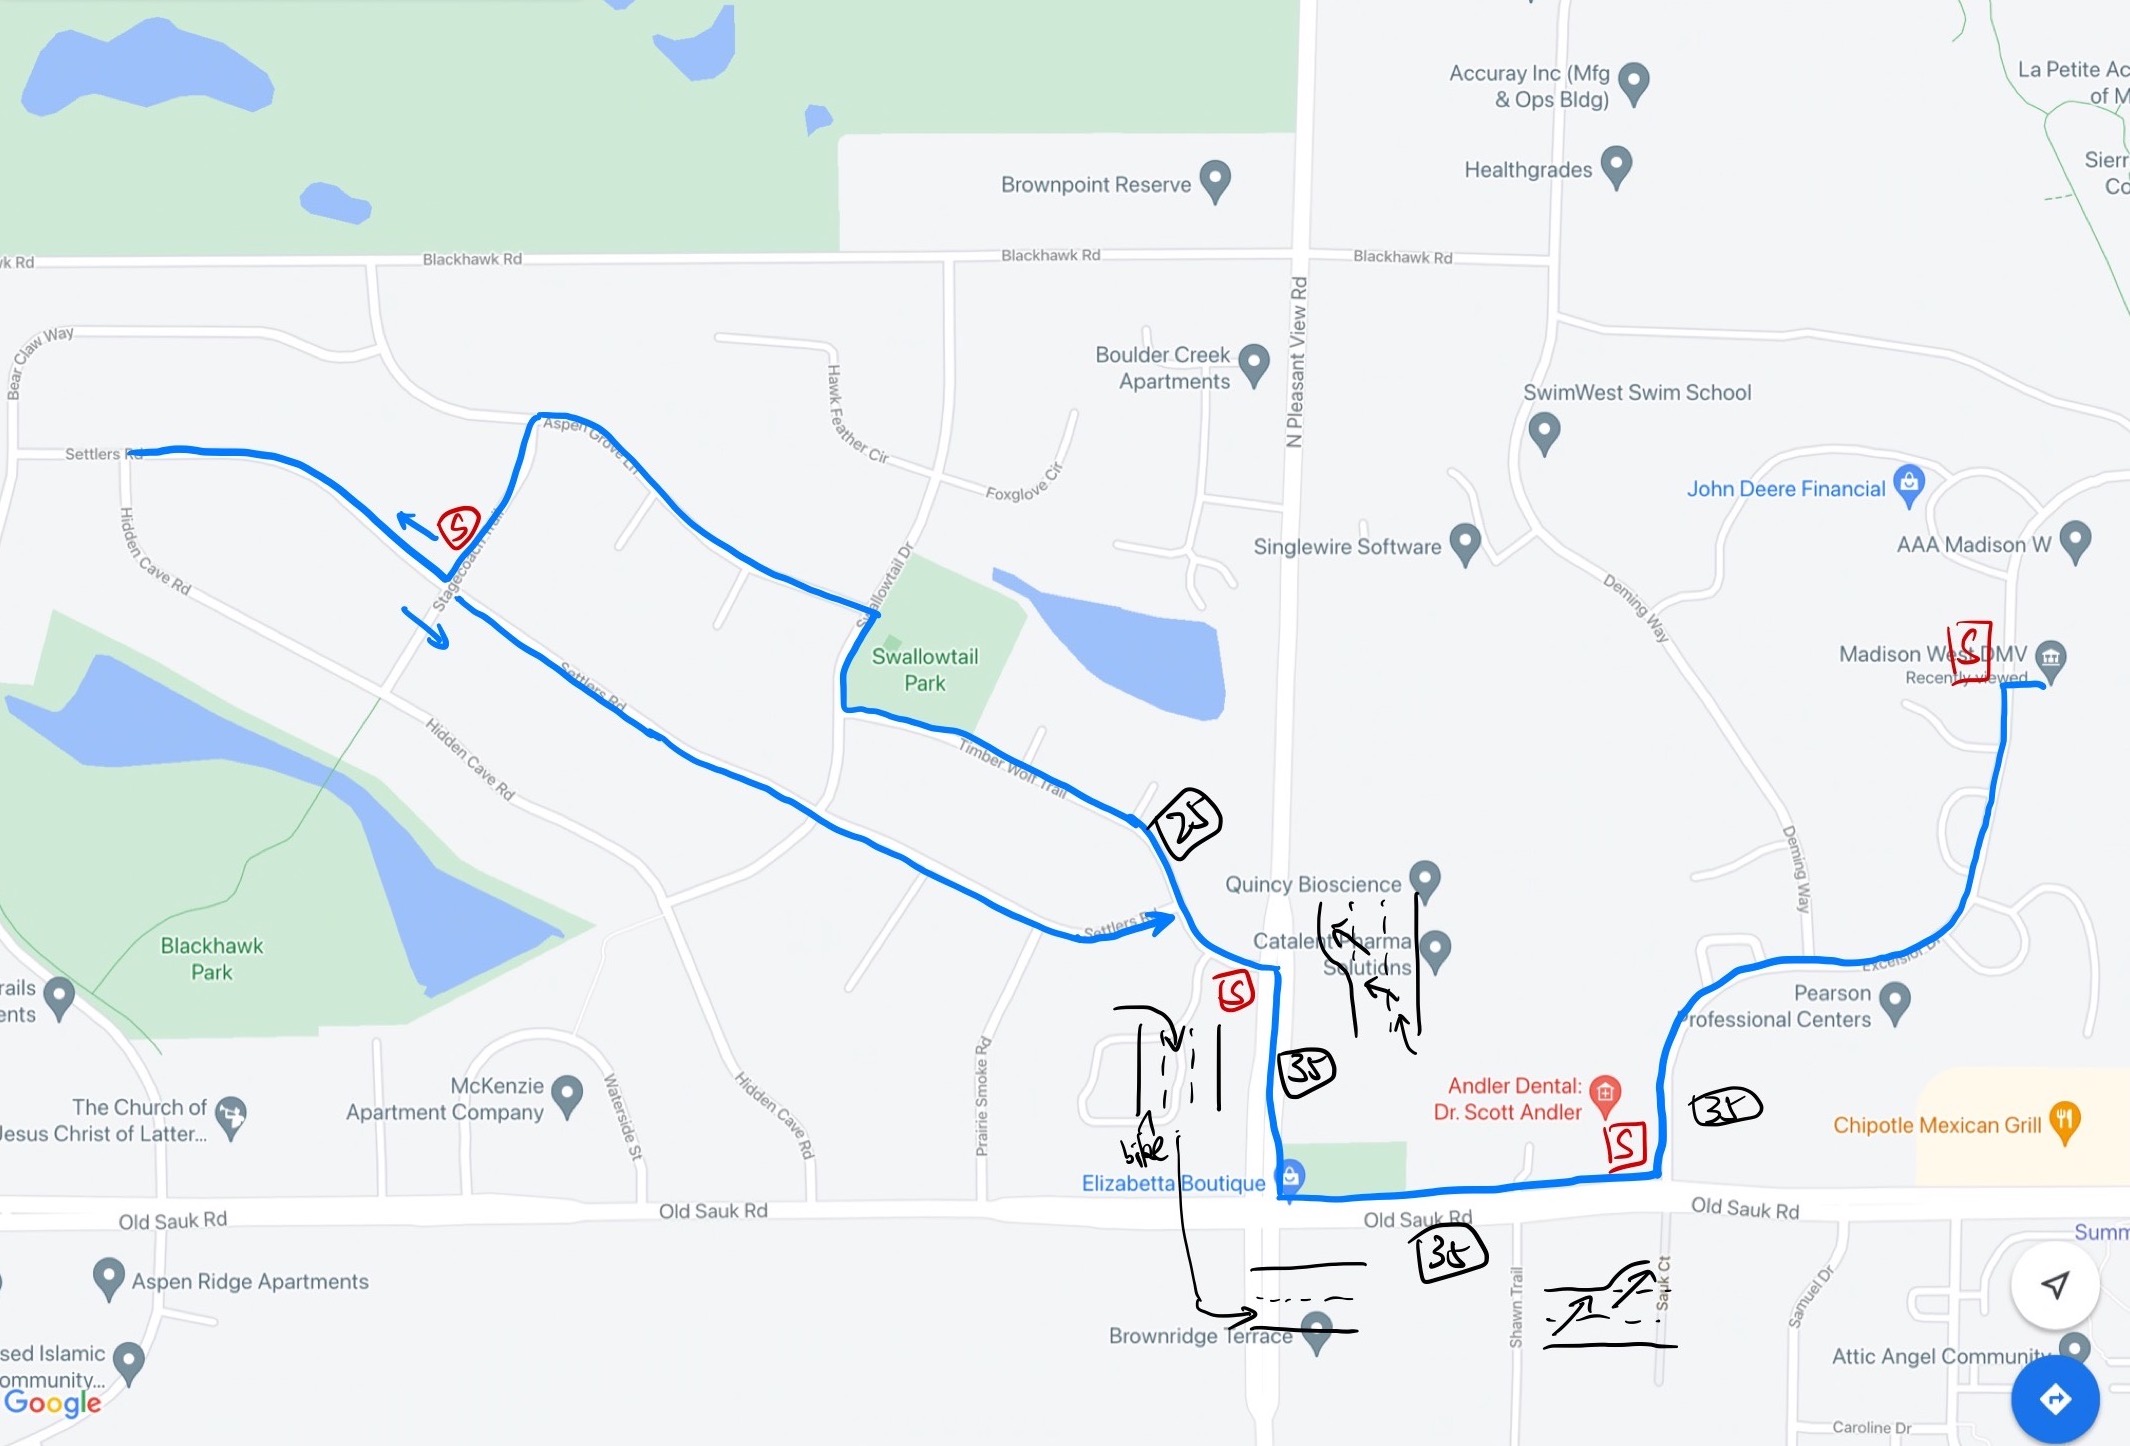 Accuray Inc (Mfg
& Ops Bldg)
La Petite Ac
of M
Healthgrades
Sierr
Co
Brownpoint Reserve
vk Rd
Blackhawk Rd
Blackhawk Rd
Blackhawk Rd
Bear Claw Way
N Pleasant View Rd
Boulder Creek
Apartments
Hawk Feather Cir
SwimWest Swim School
Settlers Rd
Aspen Grove Ln
Foxglove Cir
John Deere Financial
S
Hidden Cave Rd
Stagecoach Trail
Swallowtail Dr
Singlewire Software
AAA Madison W
Deming Way
Swallowtail
Park
S
Madison West DMV
Recently viewed
Settlers Rd
Hidden Cave Rd
Timber Wolf Trail
25
Deming Way
Quincy Bioscience
Settlers Rd
Catalent Pharma
Solutions
Blackhawk
Park
Excelsior Dr
S
rails
ents
Pearson
Professional Centers
35
Prairie Smoke Rd
McKenzie
Apartment Company
Waterside St
Hidden Cave Rd
Andler Dental:
Dr. Scott Andler
35
The Church of
Jesus Christ of Latter...
Chipotle Mexican Grill
bike
S
Elizabetta Boutique
Old Sauk Rd
Old Sauk Rd
Old Sauk Rd
Old Sauk Rd
Summ
35
Aspen Ridge Apartments
Shawn Trail
Sauk Ct
Samuel Dr
Brownridge Terrace
sed Islamic
ommunity...
Attic Angel Community
Google
Caroline Dr